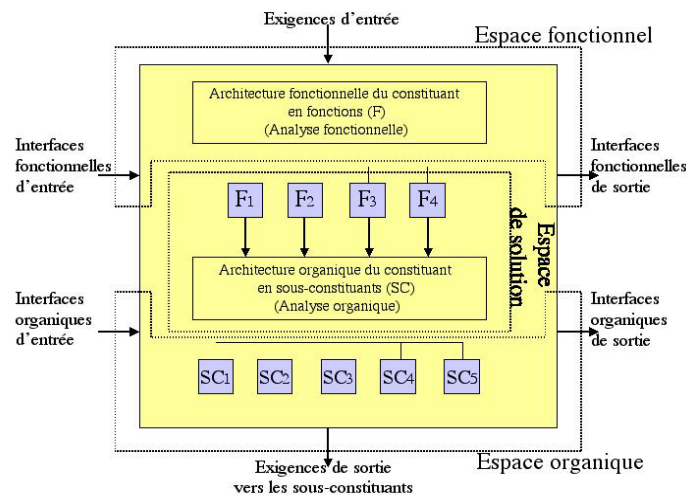 Exigences d'entrée
Espace fonctionnel
Architecture fonctionnelle du constituant
en fonctions (F)
(Analyse fonctionnelle)
Interfaces
fonctionnelles
d'entrée
Interfaces
fonctionnelles
de sortie
F1
F2
F3
F4
Espace
de solution
Architecture organique du constituant
en sous-constituants (SC)
(Analyse organique)
Interfaces
organiques
d'entrée
Interfaces
organiques
de sortie
SC1
SC2
SC3
SC4
SC5
Espace organique
Exigences de sortie
vers les sous-constituants